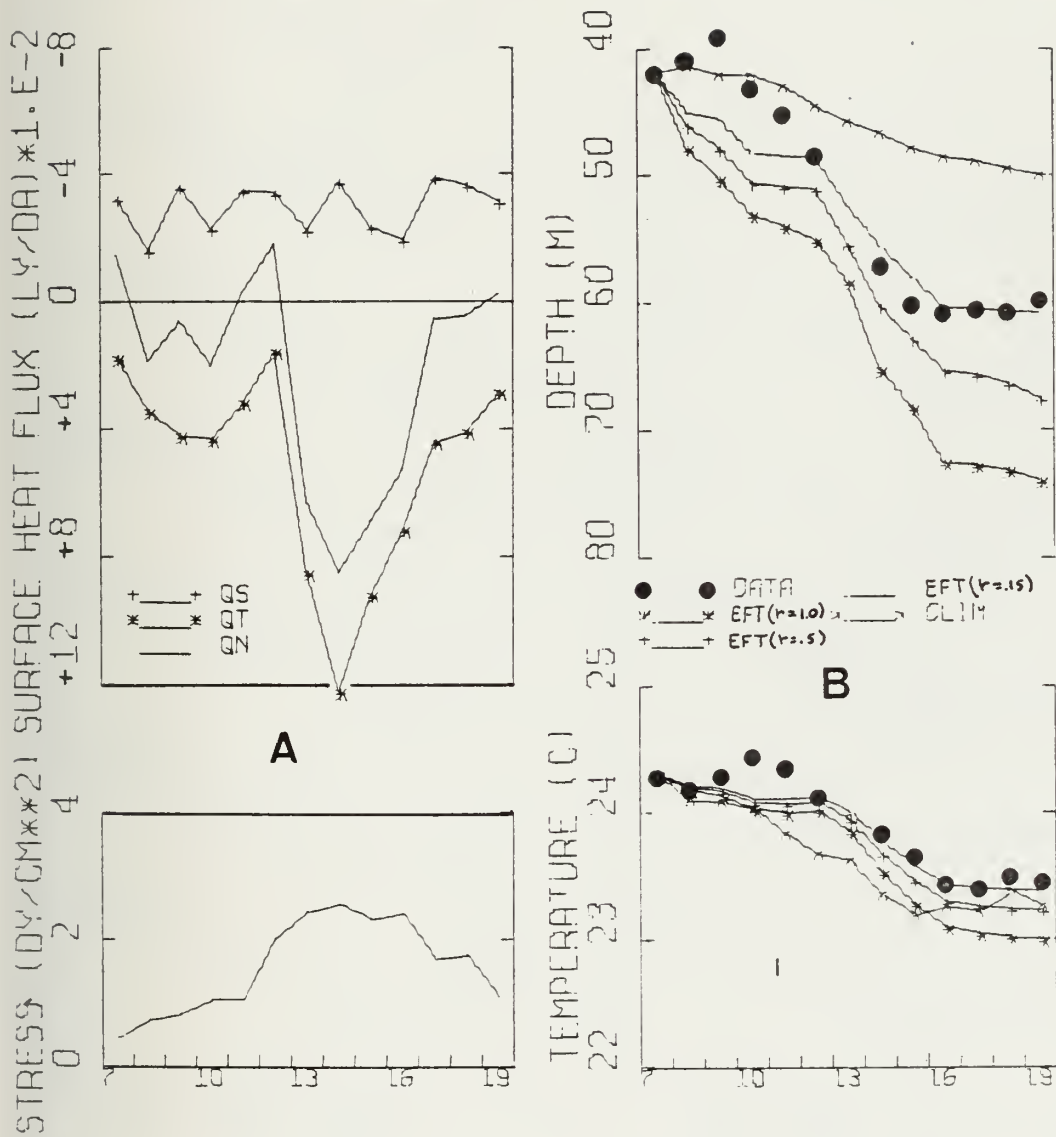 SURFACE HEAT FLUX (LY/DA)*1.E-2
-8
-4
0
+4
+8
+12
QS
QT
QN
A
STRESS (DY/CM**2)
4
2
0
7
10
13
16
19
DEPTH (M)
40
50
60
70
80
DATA
EFT(r=.15)
EFT(r=1.0)
CLIM
EFT(r=.5)
B
TEMPERATURE (C)
25
24
23
22
7
10
13
16
19